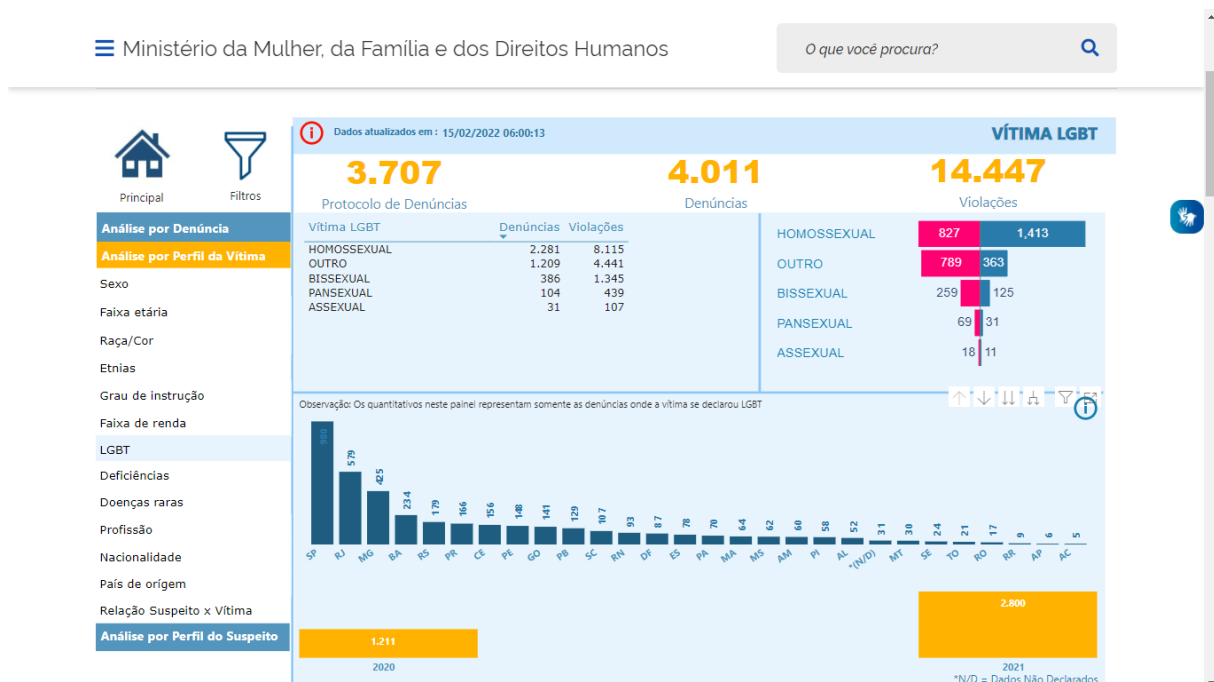 Ministério da Mulher, da Família e dos Direitos Humanos
O que você procura?
Principal
Filtros
Análise por Denúncia
Análise por Perfil da Vítima
Sexo
Faixa etária
Raça/Cor
Etnias
Grau de instrução
Faixa de renda
LGBT
Deficiências
Doenças raras
Profissão
Nacionalidade
País de orígem
Relação Suspeito x Vítima
Análise por Perfil do Suspeito
Dados atualizados em : 15/02/2022 06:00:13
VÍTIMA LGBT
3.707 4.011 14.447
Protocolo de Denúncias Denúncias Violações
Vítima LGBT Denúncias Violações
HOMOSSEXUAL 2.281 8.115
OUTRO 1.209 4.441
BISSEXUAL 386 1.345
PANSEXUAL 104 439
ASSEXUAL 31 107
HOMOSSEXUAL 827 1,413
OUTRO 789 363
BISSEXUAL 259 125
PANSEXUAL 69 31
ASSEXUAL 18 11
Observação: Os quantitativos neste painel representam somente as denúncias onde a vítima se declarou LGBT
980 579 425 234 179 166 156 148 141 129 107 93 87 78 70 64 62 60 58 52 31 30 24 21 17 9 6 5
SP RJ MG BA RS PR CE PE GO PB SC RN DF ES PA MA MS AM PI AL *(N/D) MT SE TO RO RR AP AC
1.211 2.800
2020 2021
*N/D = Dados Não Declarados